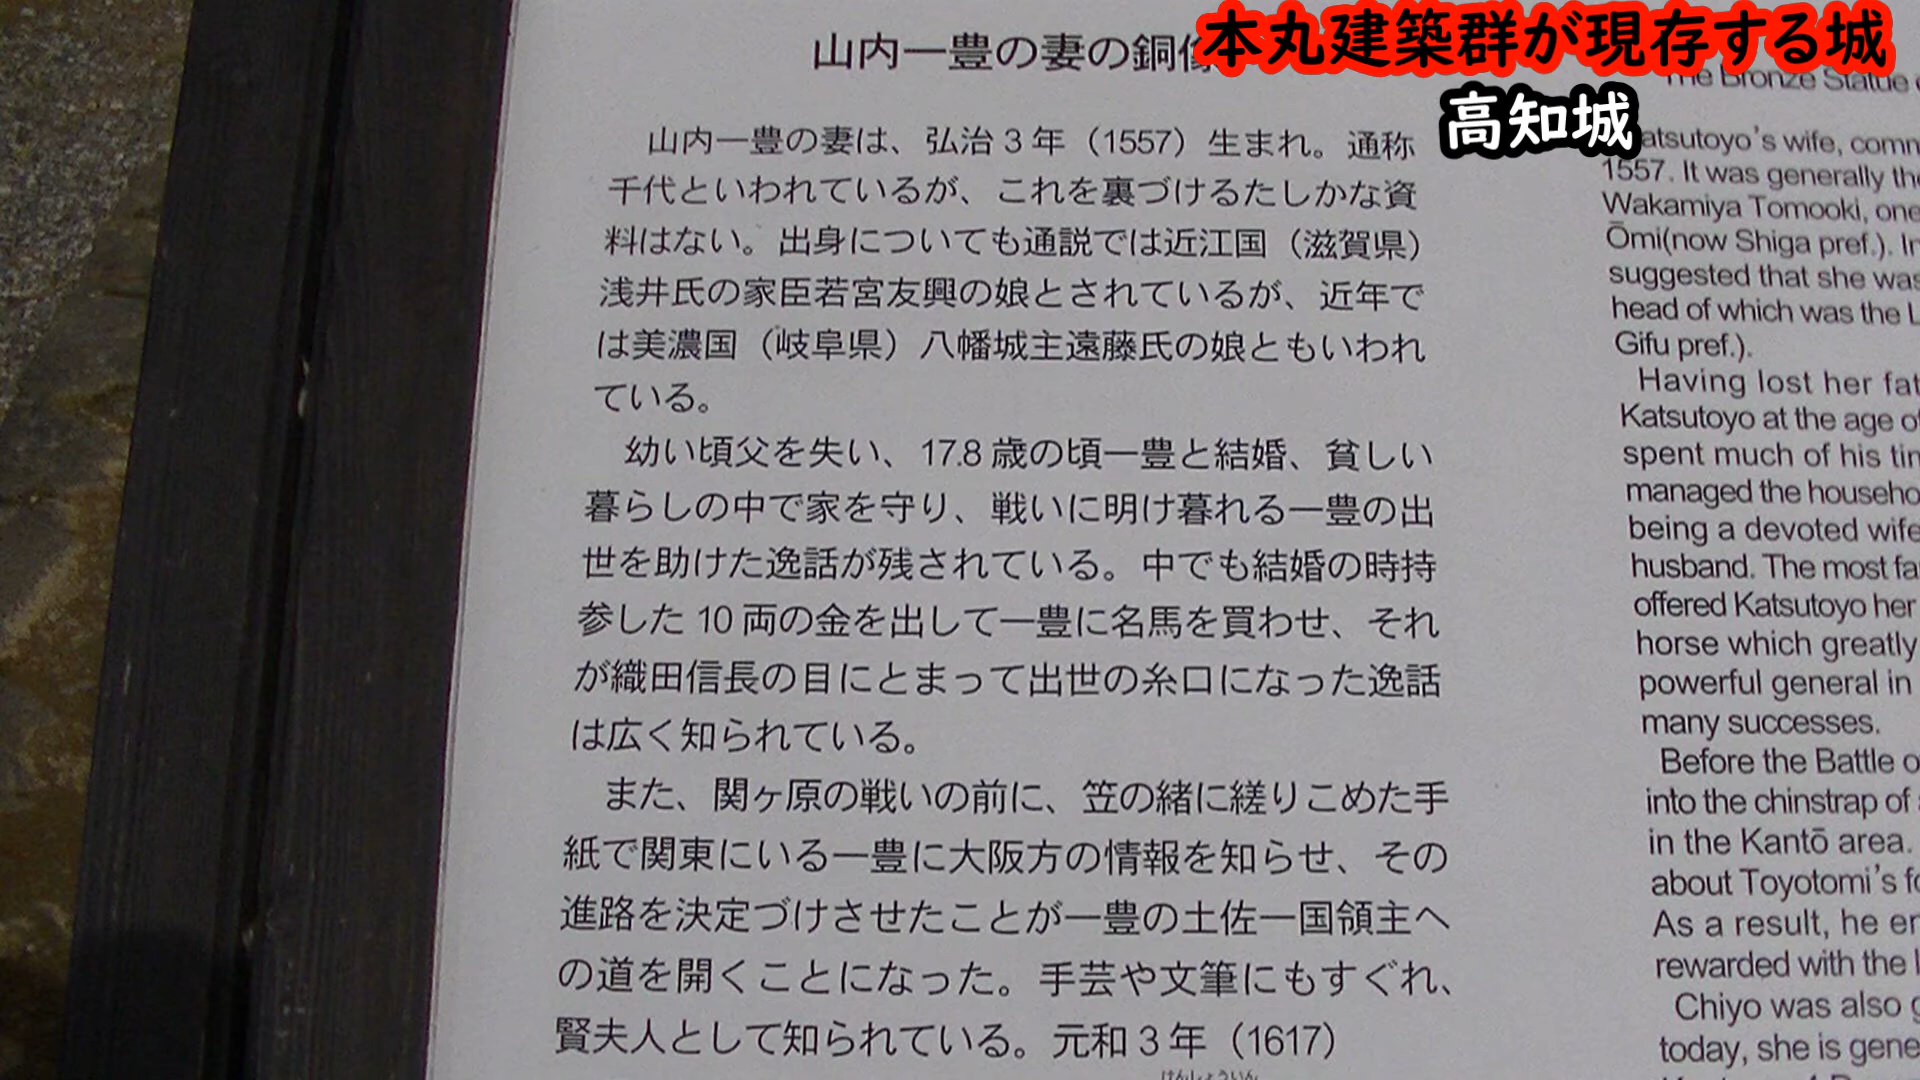 本丸建築群が現存する城
高知城
山内一豊の妻の銅像
山内一豊の妻は、弘治3年（1557）生まれ。通称
千代といわれているが、これを裏づけるたしかな資
料はない。出身についても通説では近江国（滋賀県）
浅井氏の家臣若宮友興の娘とされているが、近年で
は美濃国（岐阜県）八幡城主遠藤氏の娘ともいわれ
ている。
幼い頃父を失い、17.8歳の頃一豊と結婚、貧しい
暮らしの中で家を守り、戦いに明け暮れる一豊の出
世を助けた逸話が残されている。中でも結婚の時持
参した10両の金を出して一豊に名馬を買わせ、それ
が織田信長の目にとまって出世の糸口になった逸話
は広く知られている。
また、関ヶ原の戦いの前に、笠の緒に縒りこめた手
紙で関東にいる一豊に大阪方の情報を知らせ、その
進路を決定づけさせたことが一豊の土佐一国領主へ
の道を開くことになった。手芸や文筆にもすぐれ、
賢夫人として知られている。元和3年（1617）
けんしょういん
The Bronze Statue
atsutoyo's wife, comm
1557. It was generally
Wakamiya Tomooki, one
Ōmi(now Shiga pref.). In
suggested that she was
head of which was the
Gifu pref.).
Having lost her fat
Katsutoyo at the age of
spent much of his tim
managed the househo
being a devoted wife
husband. The most fa
offered Katsutoyo her
horse which greatly
powerful general in
many successes.
Before the Battle o
into the chinstrap of
in the Kantō area.
about Toyotomi's fo
As a result, he en
rewarded with the
Chiyo was also g
today, she is gene